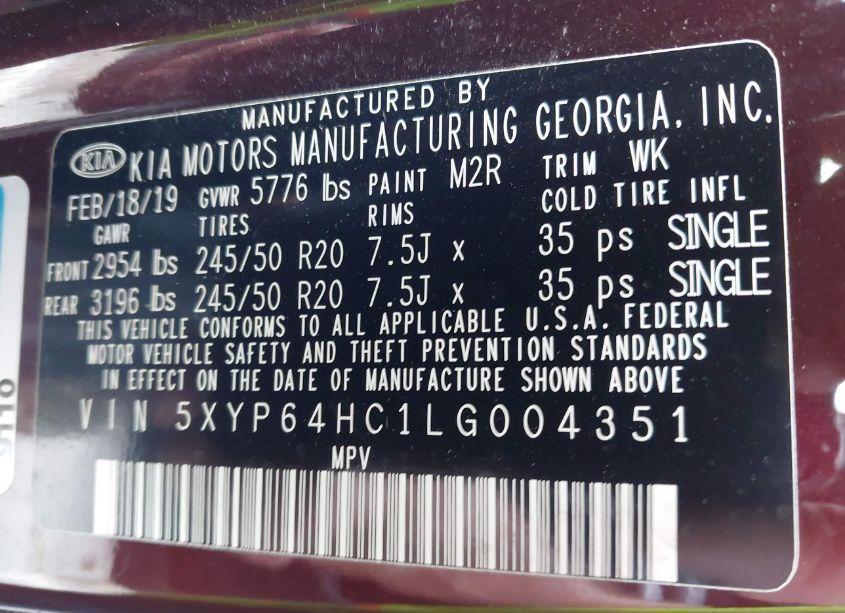 MANUFACTURED BY
KIA KIA MOTORS MANUFACTURING GEORGIA, INC.
FEB/18/19 GVWR 5776 lbs PAINT M2R TRIM WK
GAWR TIRES RIMS COLD TIRE INFL
FRONT 2954 lbs 245/50 R20 7.5J x 35 ps SINGLE
REAR 3196 lbs 245/50 R20 7.5J x 35 ps SINGLE
THIS VEHICLE CONFORMS TO ALL APPLICABLE U.S.A. FEDERAL
MOTOR VEHICLE SAFETY AND THEFT PREVENTION STANDARDS
IN EFFECT ON THE DATE OF MANUFACTURE SHOWN ABOVE
VIN 5XYP64HC1LG004351
MPV